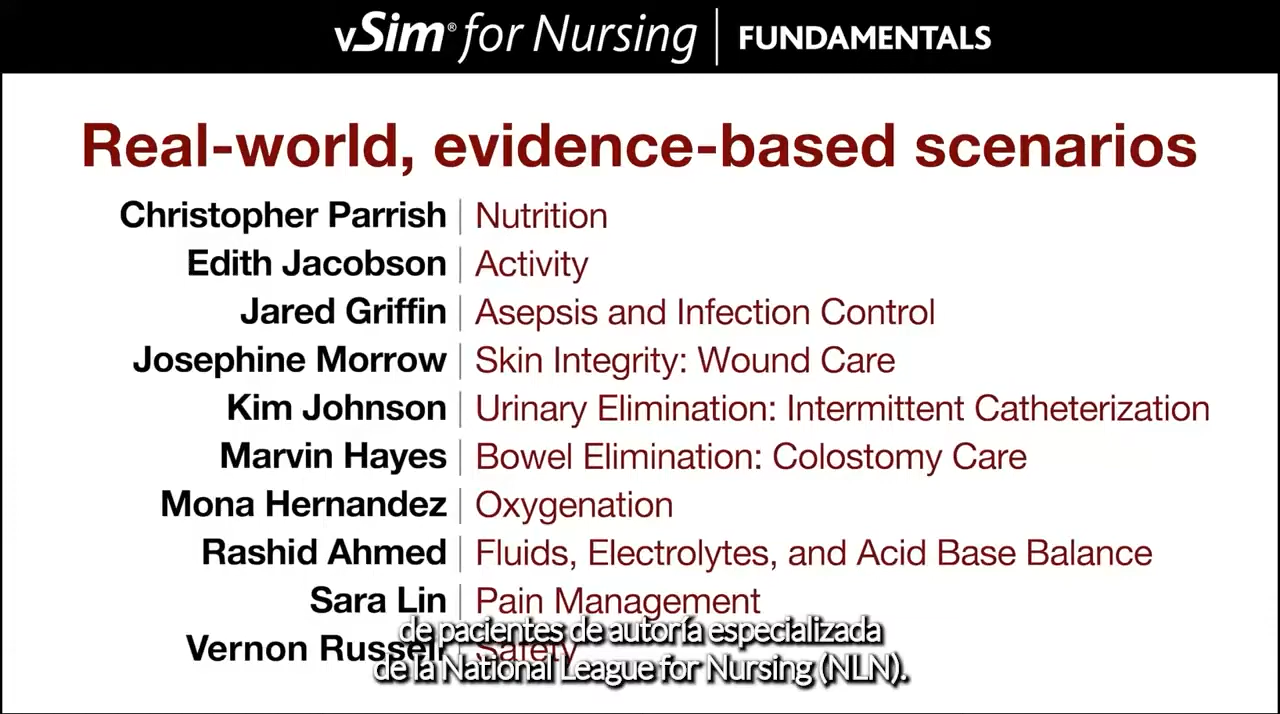 vSim® for Nursing | FUNDAMENTALS
Real-world, evidence-based scenarios
Christopher Parrish | Nutrition
Edith Jacobson | Activity
Jared Griffin | Asepsis and Infection Control
Josephine Morrow | Skin Integrity: Wound Care
Kim Johnson | Urinary Elimination: Intermittent Catheterization
Marvin Hayes | Bowel Elimination: Colostomy Care
Mona Hernandez | Oxygenation
Rashid Ahmed | Fluids, Electrolytes, and Acid Base Balance
Sara Lin | Pain Management
Vernon Russell | Safety
de pacientes de autoría especializada
de la National League for Nursing (NLN).